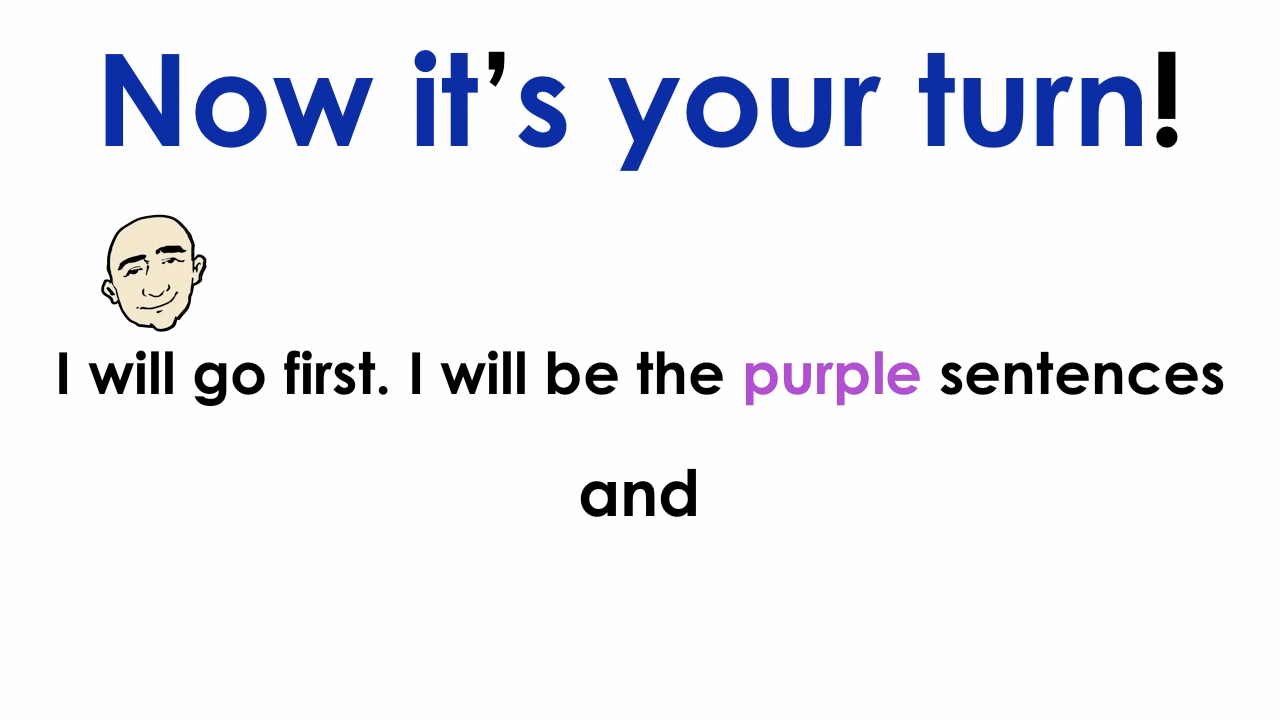 Now it’s your turn!
I will go first. I will be the purple sentences
and